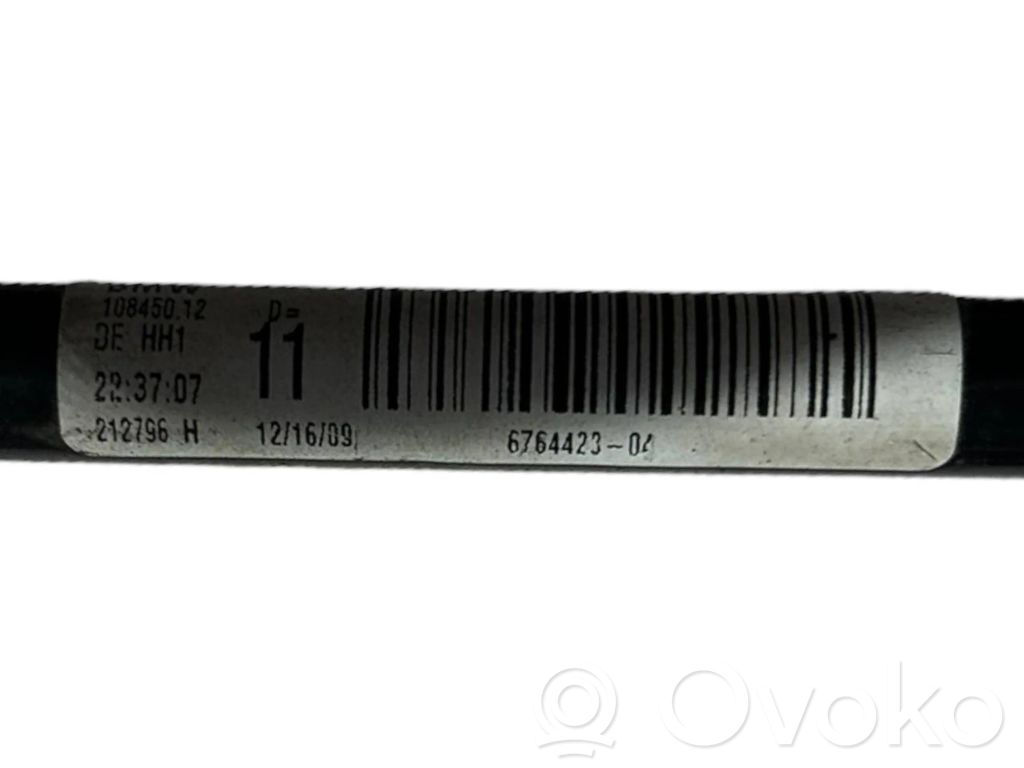 108450.12 D=
DE HH1 11
22:37:07
212796 H 12/16/09 6764423-04
Ovoko